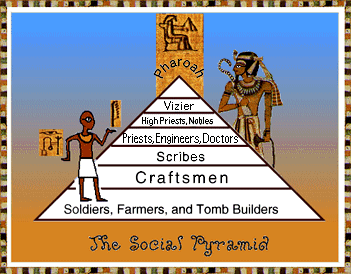 Pharoah
Vizier
High Priests, Nobles
Priests, Engineers, Doctors
Scribes
Craftsmen
Soldiers, Farmers, and Tomb Builders
The Social Pyramid